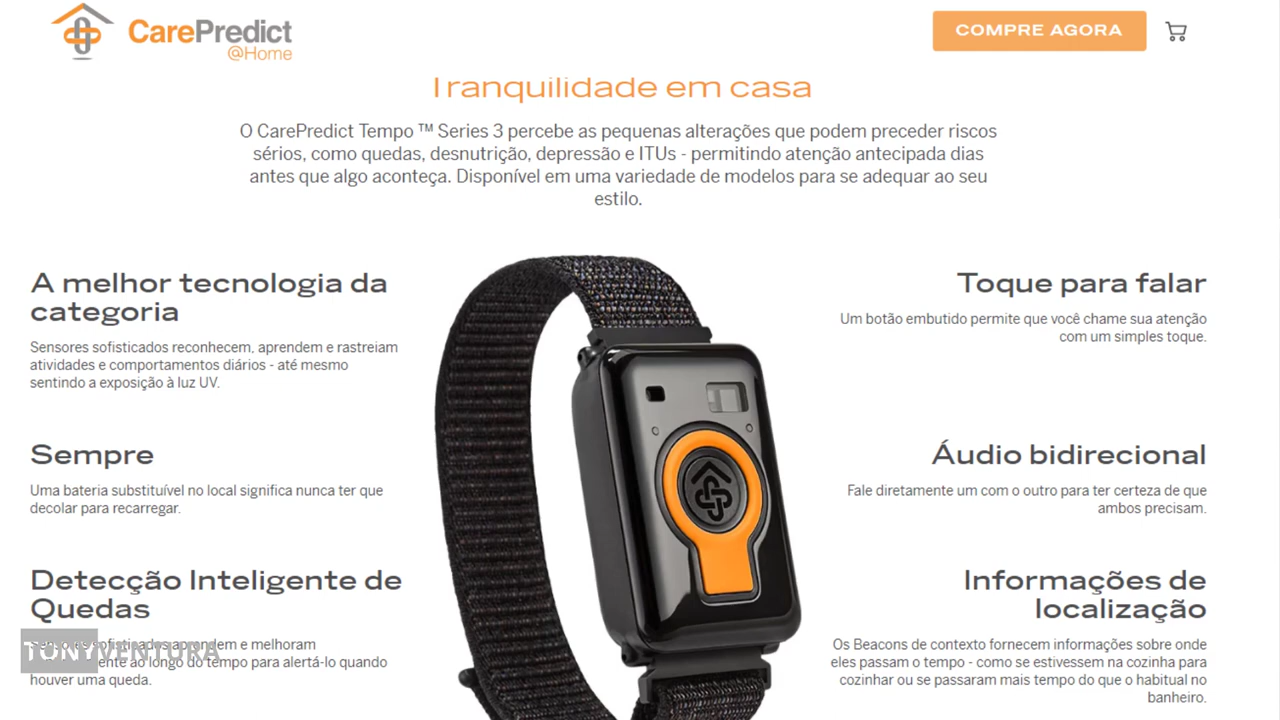 CarePredict
@Home
COMPRE AGORA
Tranquilidade em casa
O CarePredict Tempo ™ Series 3 percebe as pequenas alterações que podem preceder riscos
sérios, como quedas, desnutrição, depressão e ITUs - permitindo atenção antecipada dias
antes que algo aconteça. Disponível em uma variedade de modelos para se adequar ao seu
estilo.
A melhor tecnologia da
categoria
Sensores sofisticados reconhecem, aprendem e rastreiam
atividades e comportamentos diários - até mesmo
sentindo a exposição à luz UV.
Sempre
Uma bateria substituível no local significa nunca ter que
decolar para recarregar.
Detecção Inteligente de
Quedas
Sensores sofisticados aprendem e melhoram
ente ao longo do tempo para alertá-lo quando
houver uma queda.
TONYVENTURA
Toque para falar
Um botão embutido permite que você chame sua atenção
com um simples toque.
Áudio bidirecional
Fale diretamente um com o outro para ter certeza de que
ambos precisam.
Informações de
localização
Os Beacons de contexto fornecem informações sobre onde
eles passam o tempo - como se estivessem na cozinha para
cozinhar ou se passaram mais tempo do que o habitual no
banheiro.